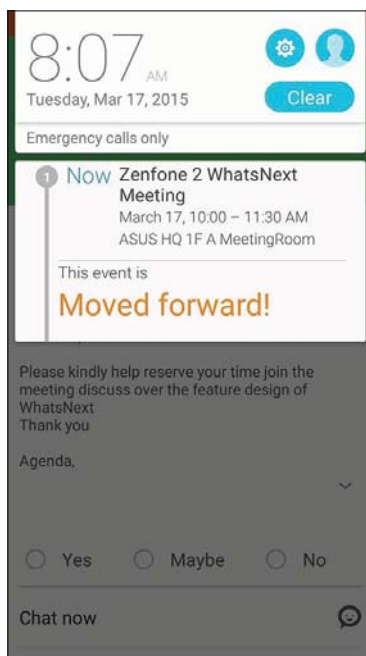 8:07 AM
Tuesday, Mar 17, 2015
Clear
Emergency calls only
1 Now Zenfone 2 WhatsNext
Meeting
March 17, 10:00 – 11:30 AM
ASUS HQ 1F A MeetingRoom
This event is
Moved forward!
Please kindly help reserve your time join the
meeting discuss over the feature design of
WhatsNext
Thank you
Agenda,
Yes Maybe No
Chat now